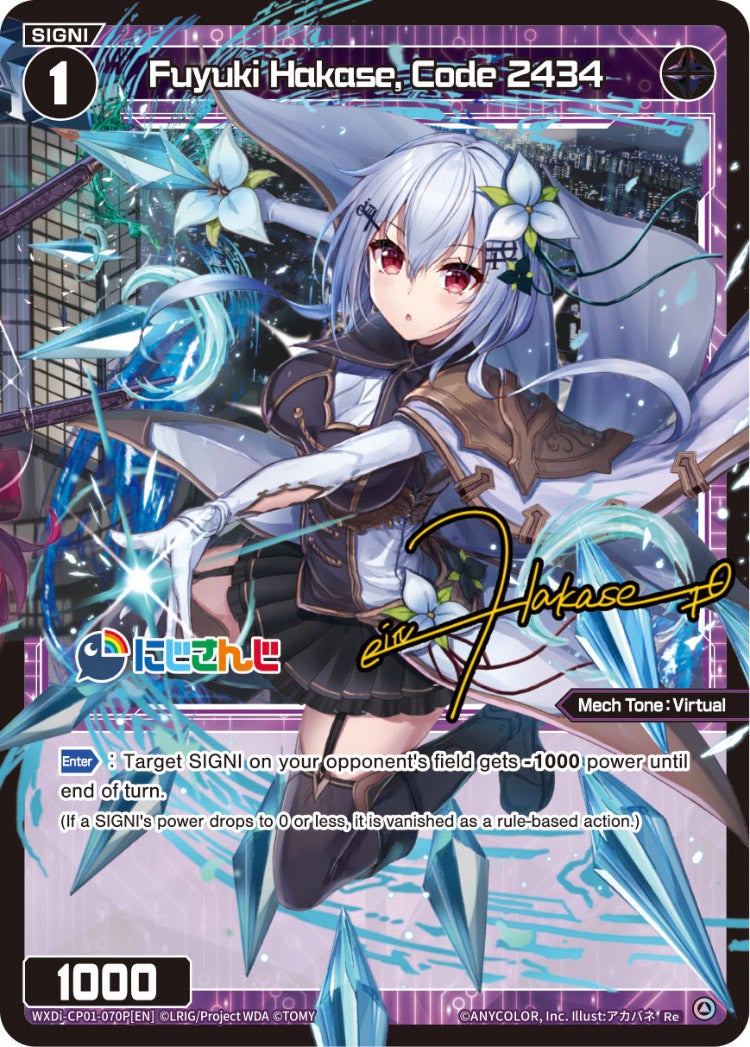 SIGNI
1
Fuyuki Hakase, Code 2434
Hakase
にじさんじ
Mech Tone：Virtual
Enter : Target SIGNI on your opponent's field gets -1000 power until
end of turn.
(If a SIGNI's power drops to 0 or less, it is vanished as a rule-based action.)
1000
WXDi-CP01-070P[EN] ©LRIG/Project WDA ©TOMY
©ANYCOLOR, Inc. Illust:アカバネ Re